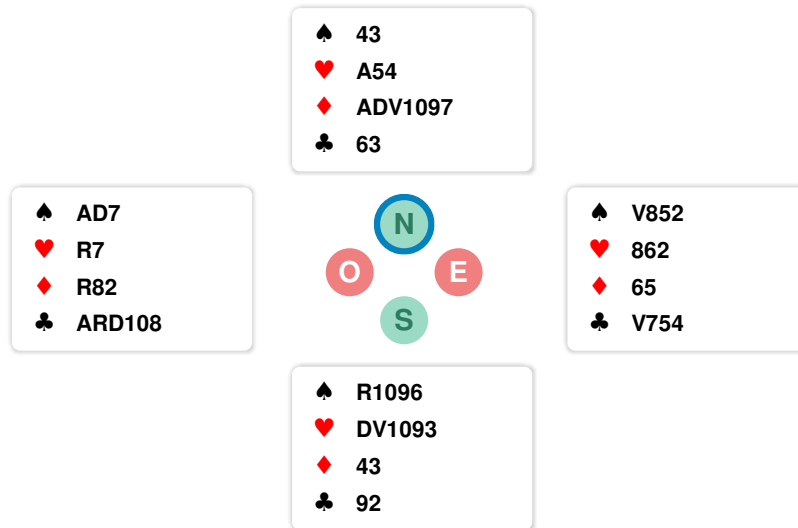 ♠ 43
♥ A54
♦ ADV1097
♣ 63
♠ AD7
♥ R7
♦ R82
♣ ARD108
N
O
E
S
♠ V852
♥ 862
♦ 65
♣ V754
♠ R1096
♥ DV1093
♦ 43
♣ 92